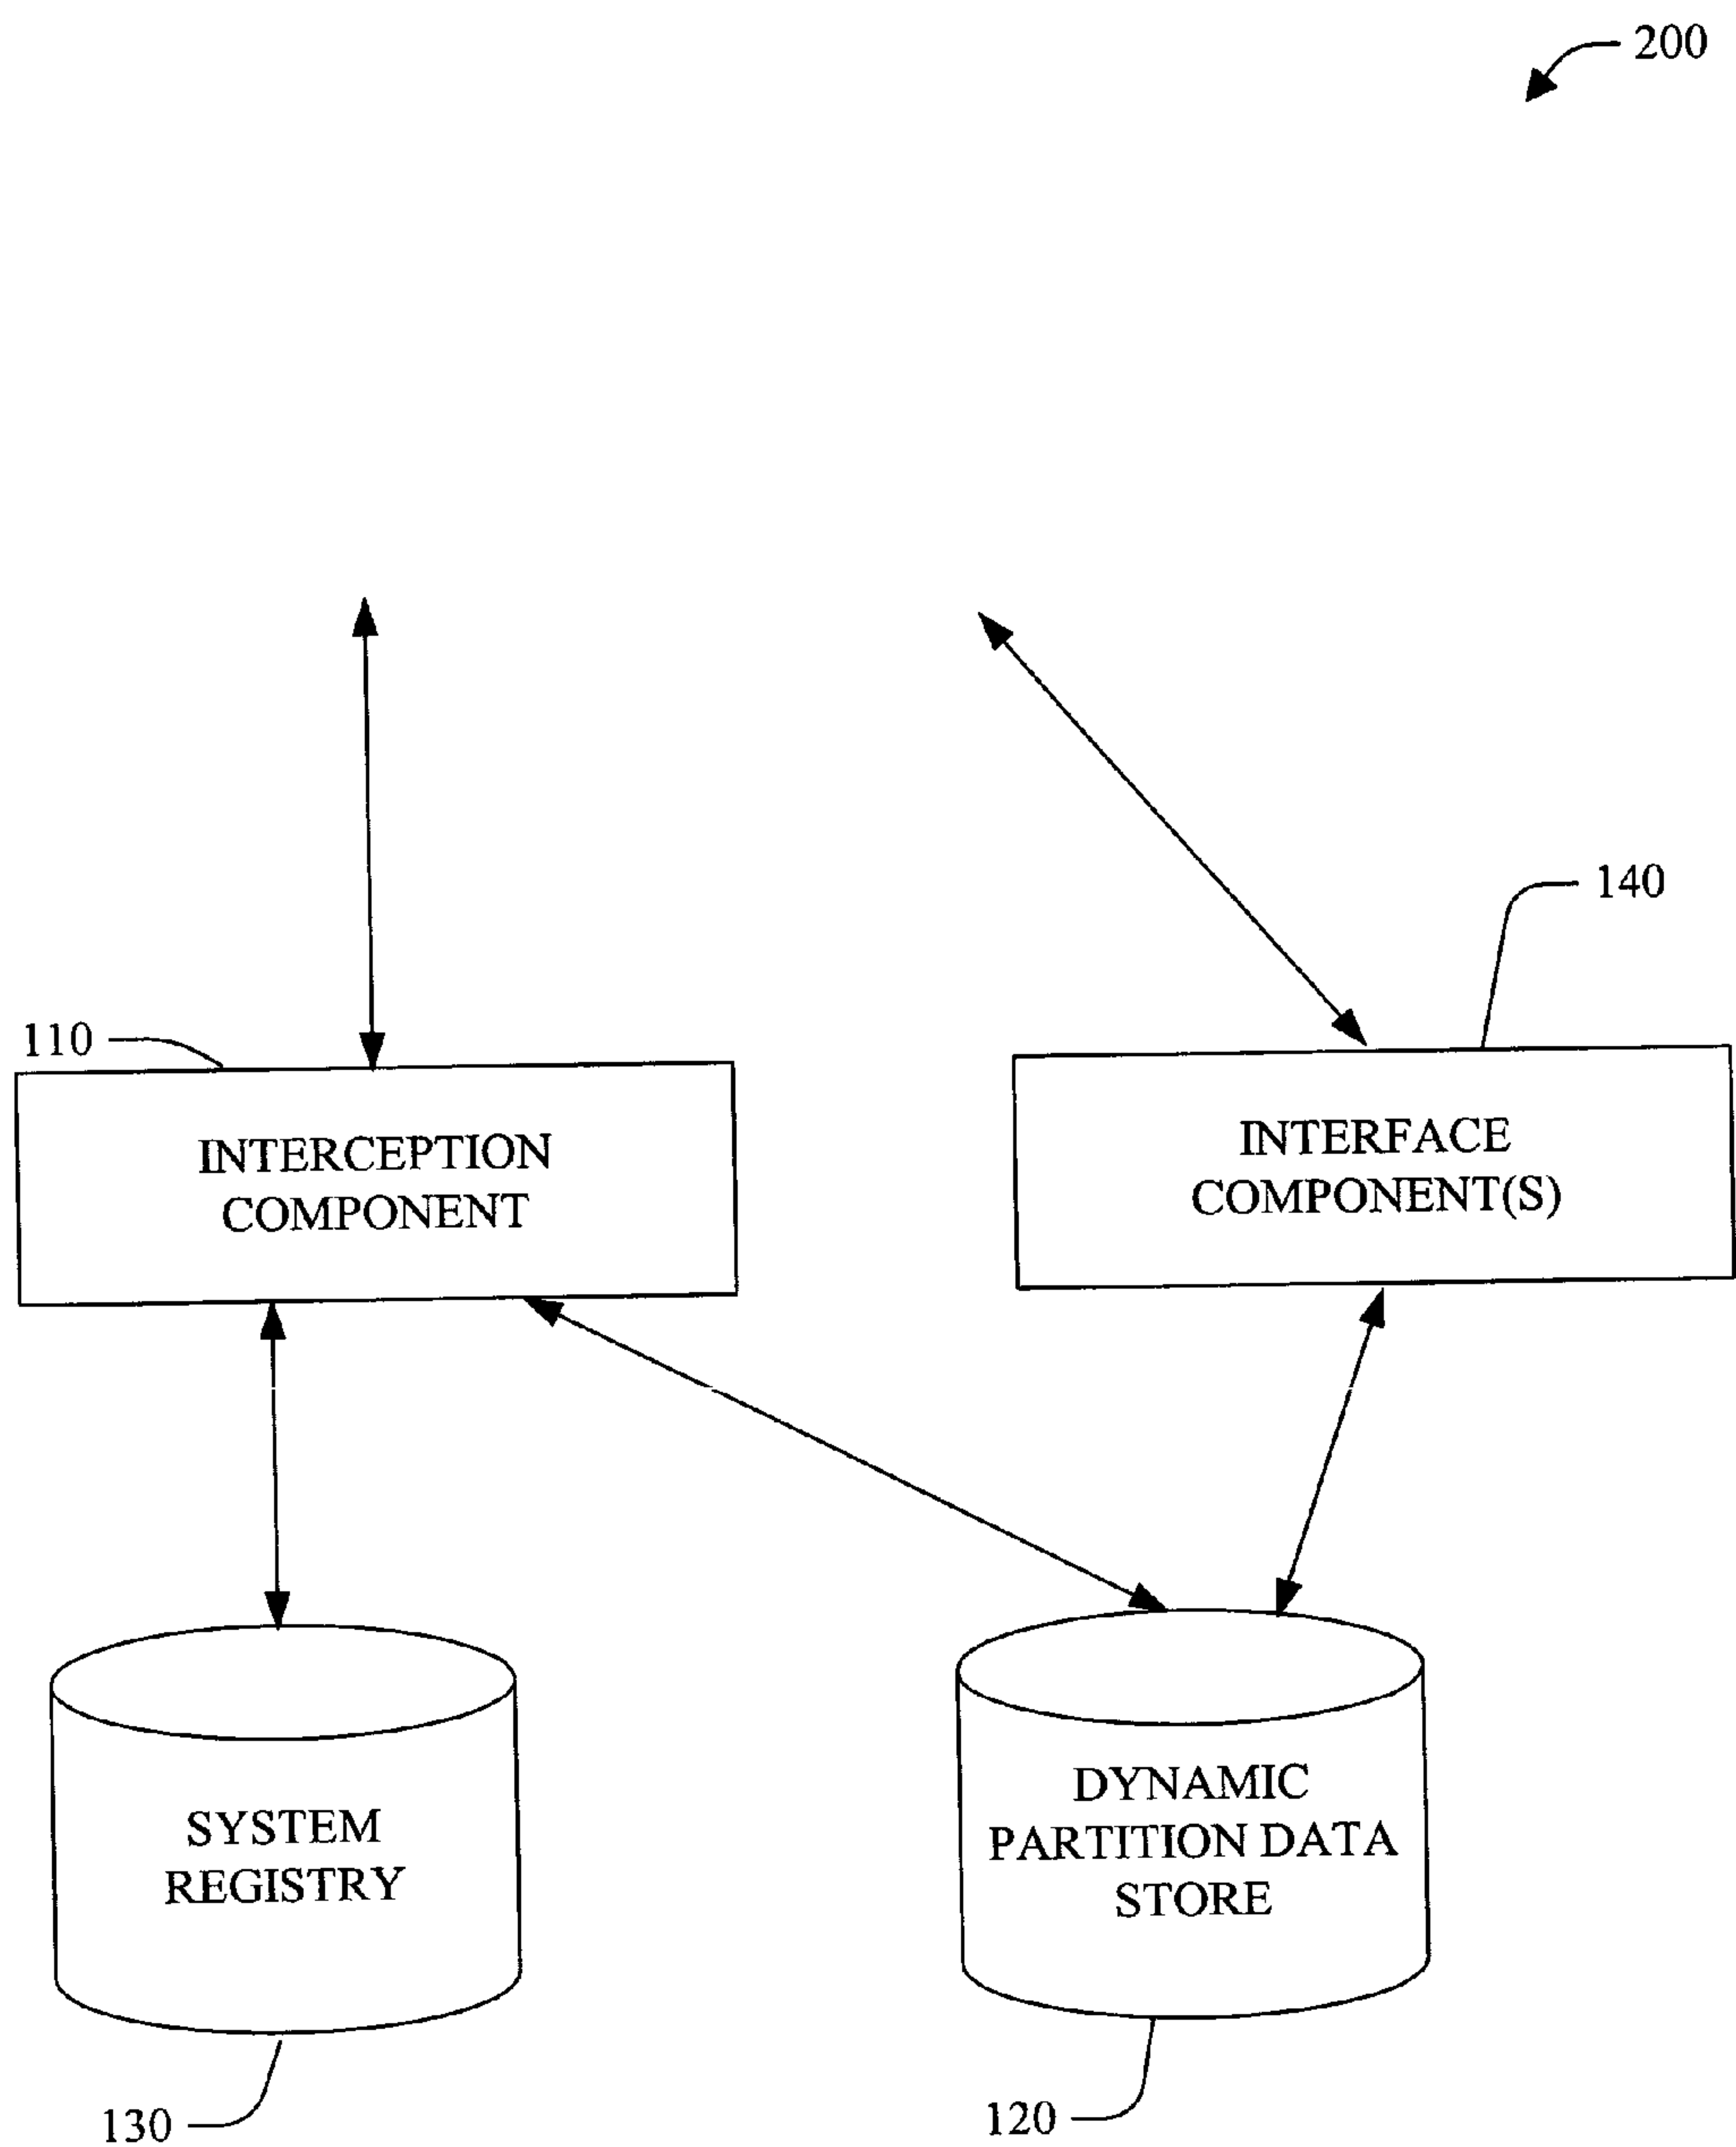 200
140
110
INTERCEPTION
COMPONENT
INTERFACE
COMPONENT(S)
SYSTEM
REGISTRY
DYNAMIC
PARTITION DATA
STORE
130
120